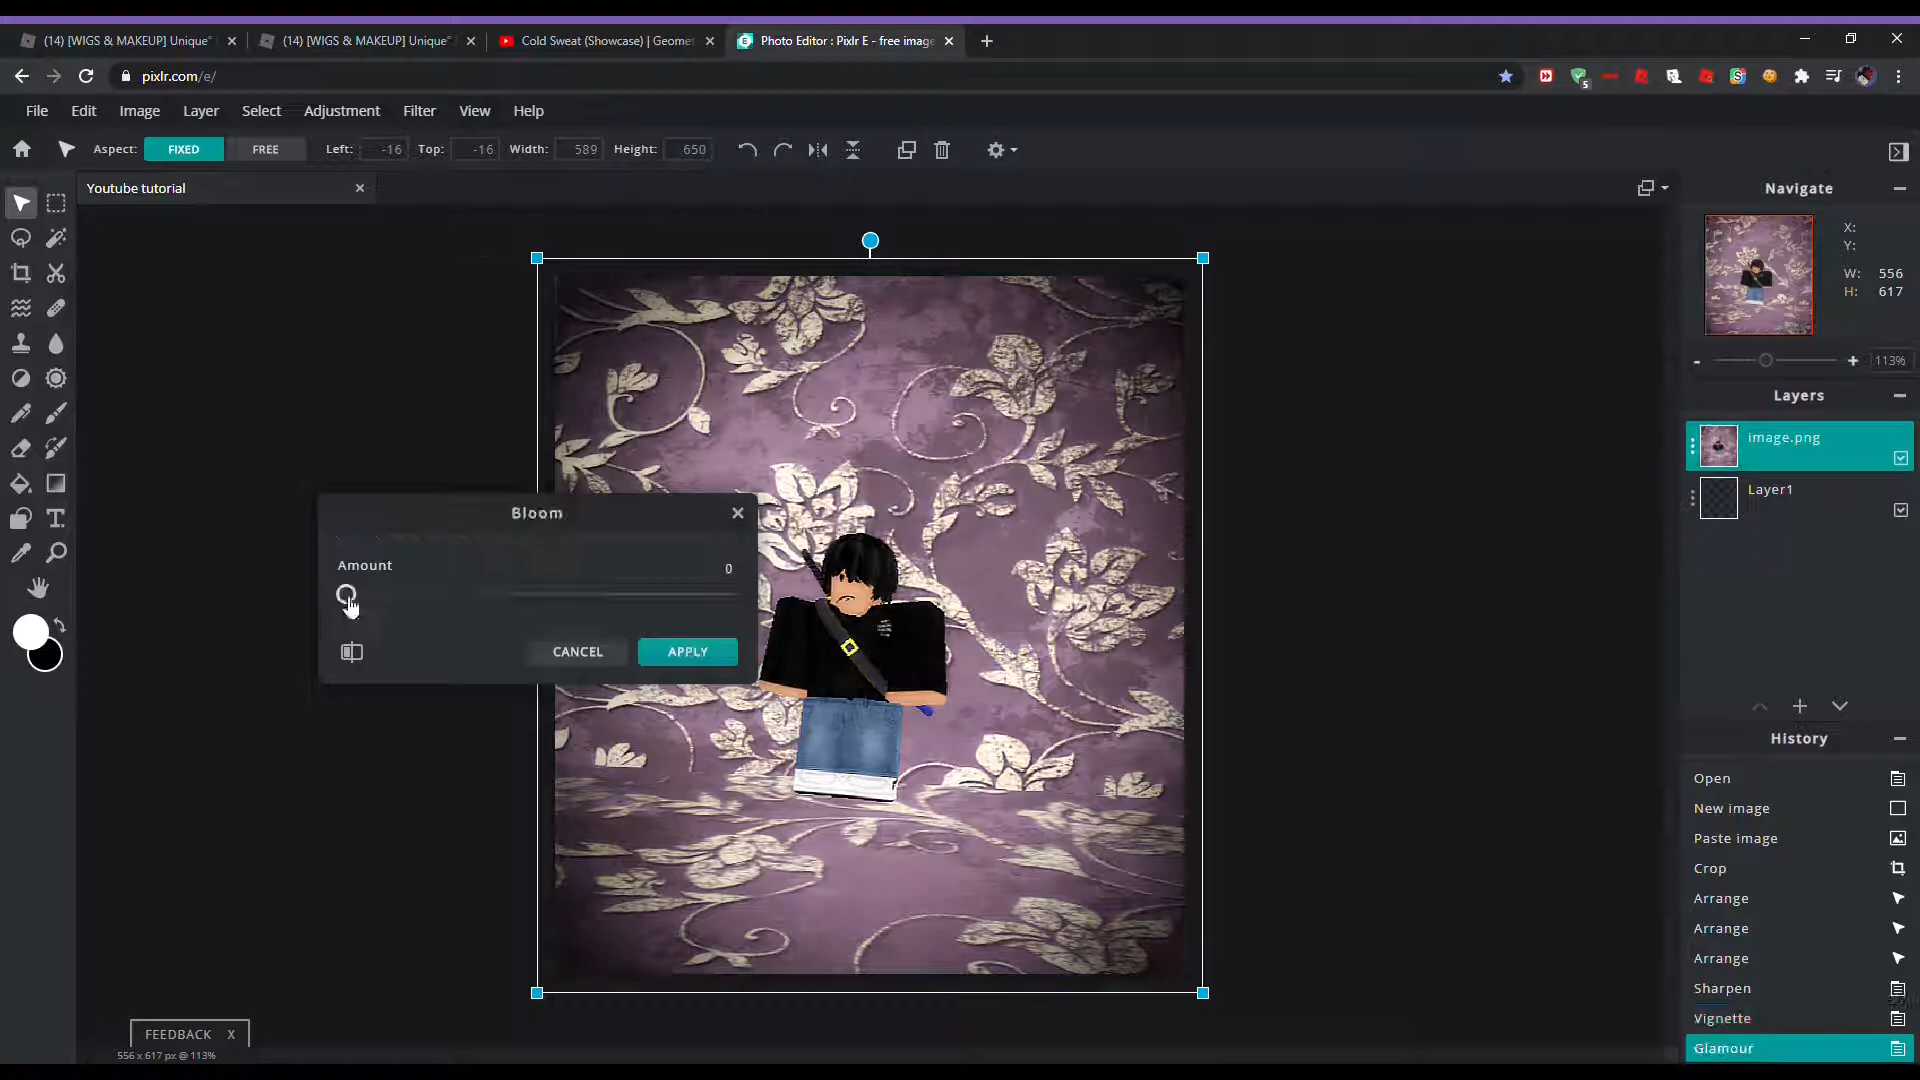 (14) [WIGS & MAKEUP] Unique°
(14) [WIGS & MAKEUP] Unique°
Cold Sweat (Showcase) | Geomet
Photo Editor : Pixlr E - free image
pixlr.com/e/
5
File Edit Image Layer Select Adjustment Filter View Help
Aspect: FIXED FREE Left: -16 Top: -16 Width: 589 Height: 650
Youtube tutorial
Navigate
X:
Y:
W: 556
H: 617
- + 113%
Layers
image.png
Layer1
Bloom
Amount
0
CANCEL APPLY
History
Open
New image
Paste image
Crop
Arrange
Arrange
Arrange
Sharpen
Vignette
Glamour
FEEDBACK X
556 x 617 px @ 113%